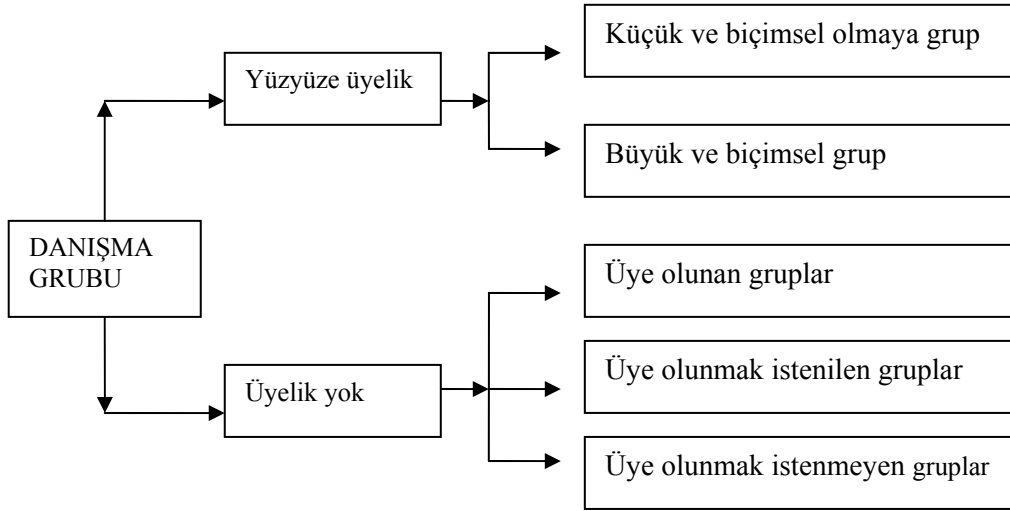 Küçük ve biçimsel olmaya grup
Yüzyüze üyelik
Büyük ve biçimsel grup
DANIŞMA
GRUBU
Üye olunan gruplar
Üyelik yok
Üye olunmak istenilen gruplar
Üye olunmak istenmeyen gruplar